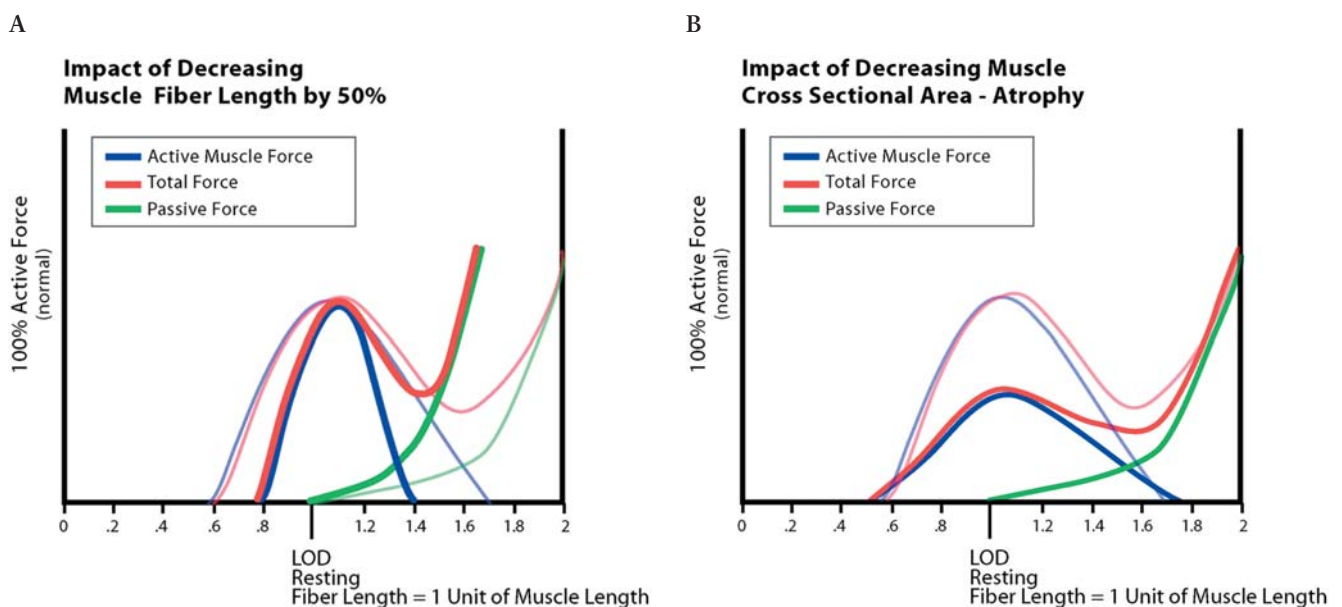 A
Impact of Decreasing
Muscle Fiber Length by 50%
Active Muscle Force
Total Force
Passive Force
100% Active Force
(normal)
0 .2 .4 .6 .8 1.2 1.4 1.6 1.8 2
LOD
Resting
Fiber Length = 1 Unit of Muscle Length
B
Impact of Decreasing Muscle
Cross Sectional Area - Atrophy
Active Muscle Force
Total Force
Passive Force
100% Active Force
(normal)
0 .2 .4 .6 .8 1.2 1.4 1.6 1.8 2
LOD
Resting
Fiber Length = 1 Unit of Muscle Length